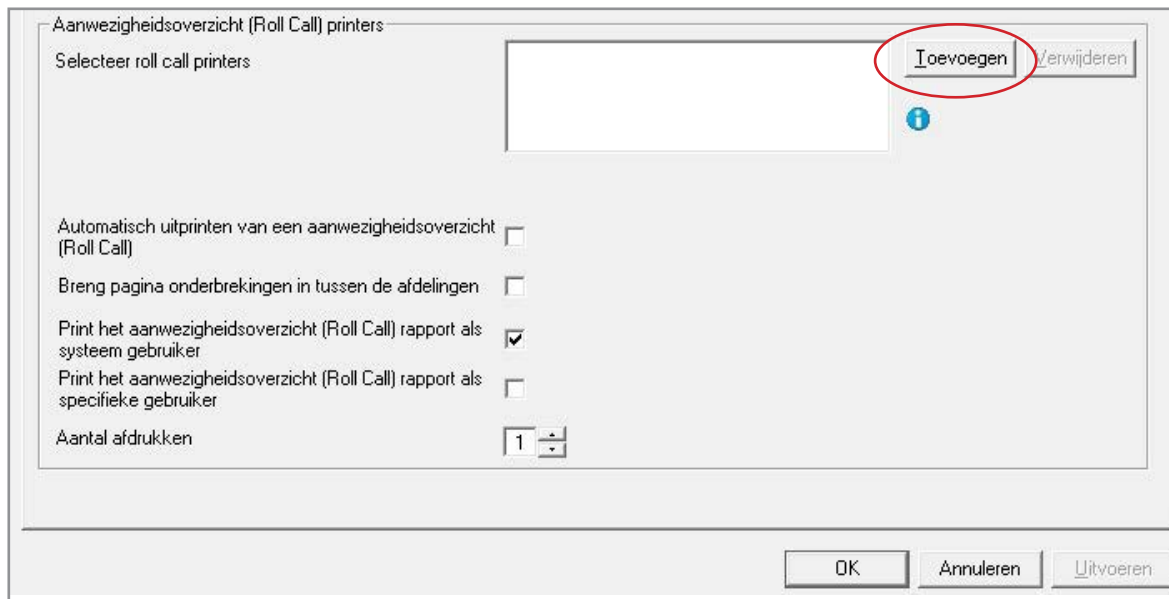 Aanwezigheidsoverzicht (Roll Call) printers
Selecteer roll call printers
Toevoegen
Verwijderen
Automatisch uitprinten van een aanwezigheidsoverzicht
(Roll Call)
Breng pagina onderbrekingen in tussen de afdelingen
Print het aanwezigheidsoverzicht (Roll Call) rapport als
systeem gebruiker
Print het aanwezigheidsoverzicht (Roll Call) rapport als
specifieke gebruiker
Aantal afdrukken
1
OK
Annuleren
Uitvoeren